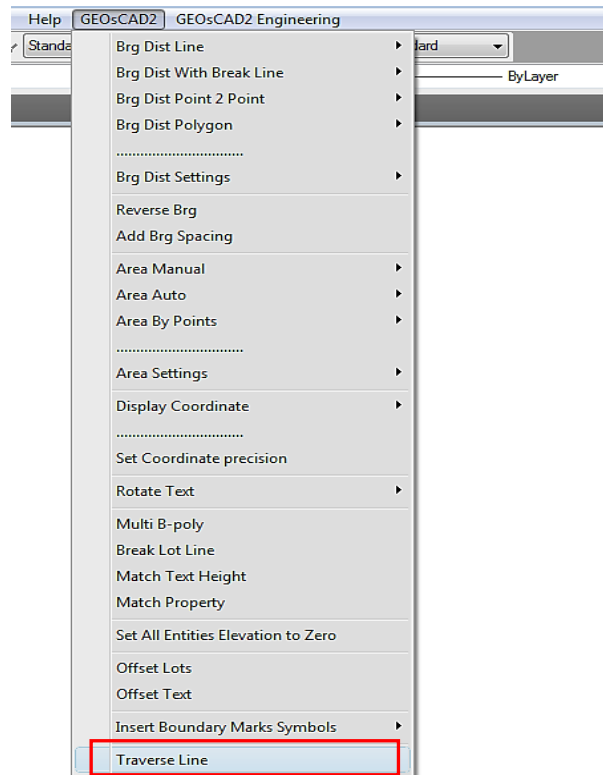 Help GEOsCAD2 GEOsCAD2 Engineering
Standa dard
ByLayer
Brg Dist Line
Brg Dist With Break Line
Brg Dist Point 2 Point
Brg Dist Polygon
................................
Brg Dist Settings
Reverse Brg
Add Brg Spacing
Area Manual
Area Auto
Area By Points
................................
Area Settings
Display Coordinate
................................
Set Coordinate precision
Rotate Text
Multi B-poly
Break Lot Line
Match Text Height
Match Property
Set All Entities Elevation to Zero
Offset Lots
Offset Text
Insert Boundary Marks Symbols
Traverse Line